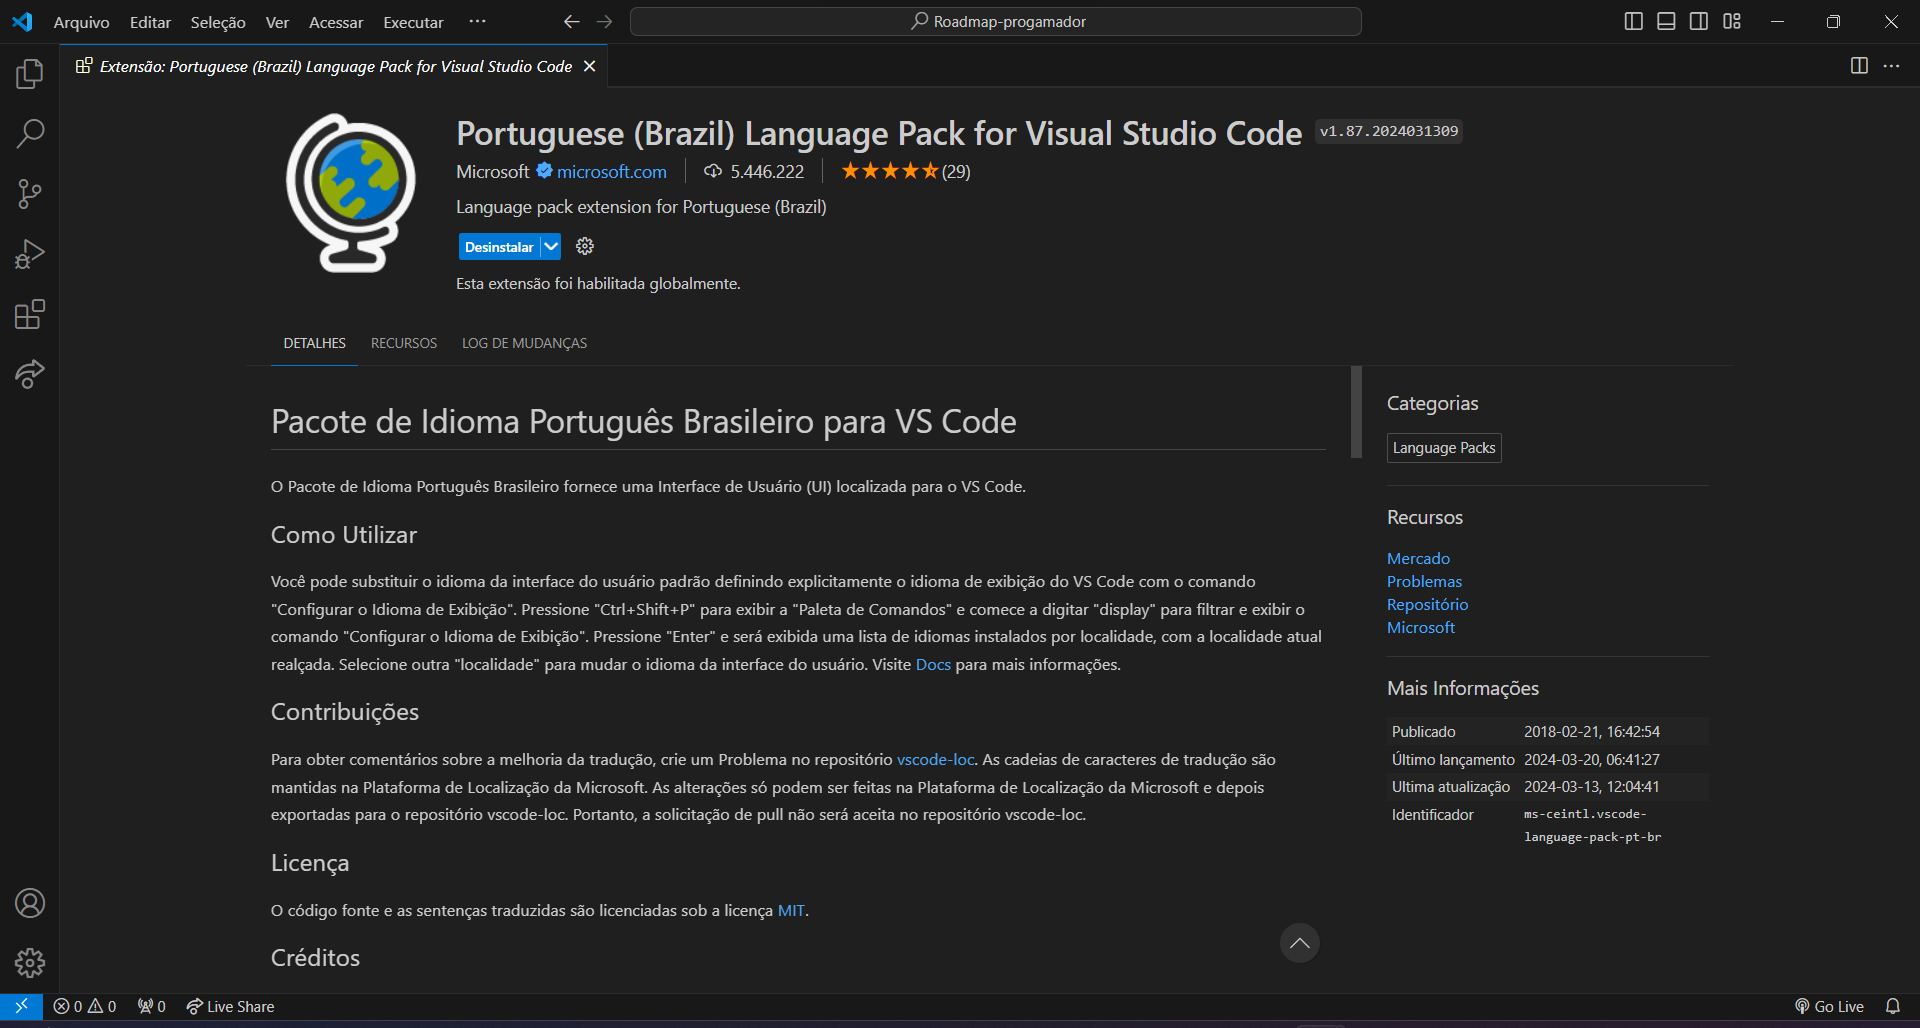 Arquivo Editar Seleção Ver Acessar Executar ··· Roadmap-progamador
Extensão: Portuguese (Brazil) Language Pack for Visual Studio Code
Portuguese (Brazil) Language Pack for Visual Studio Code v1.87.2024031309
Microsoft microsoft.com 5.446.222 (29)
Language pack extension for Portuguese (Brazil)
Desinstalar
Esta extensão foi habilitada globalmente.
DETALHES RECURSOS LOG DE MUDANÇAS
Pacote de Idioma Português Brasileiro para VS Code
O Pacote de Idioma Português Brasileiro fornece uma Interface de Usuário (UI) localizada para o VS Code.
Como Utilizar
Você pode substituir o idioma da interface do usuário padrão definindo explicitamente o idioma de exibição do VS Code com o comando
"Configurar o Idioma de Exibição". Pressione "Ctrl+Shift+P" para exibir a "Paleta de Comandos" e comece a digitar "display" para filtrar e exibir o
comando "Configurar o Idioma de Exibição". Pressione "Enter" e será exibida uma lista de idiomas instalados por localidade, com a localidade atual
realçada. Selecione outra "localidade" para mudar o idioma da interface do usuário. Visite Docs para mais informações.
Contribuições
Para obter comentários sobre a melhoria da tradução, crie um Problema no repositório vscode-loc. As cadeias de caracteres de tradução são
mantidas na Plataforma de Localização da Microsoft. As alterações só podem ser feitas na Plataforma de Localização da Microsoft e depois
exportadas para o repositório vscode-loc. Portanto, a solicitação de pull não será aceita no repositório vscode-loc.
Licença
O código fonte e as sentenças traduzidas são licenciadas sob a licença MIT.
Créditos
Categorias
Language Packs
Recursos
Mercado
Problemas
Repositório
Microsoft
Mais Informações
Publicado 2018-02-21, 16:42:54
Último lançamento 2024-03-20, 06:41:27
Ultima atualização 2024-03-13, 12:04:41
Identificador ms-ceintl.vscode-
language-pack-pt-br
0 0 0 Live Share Go Live